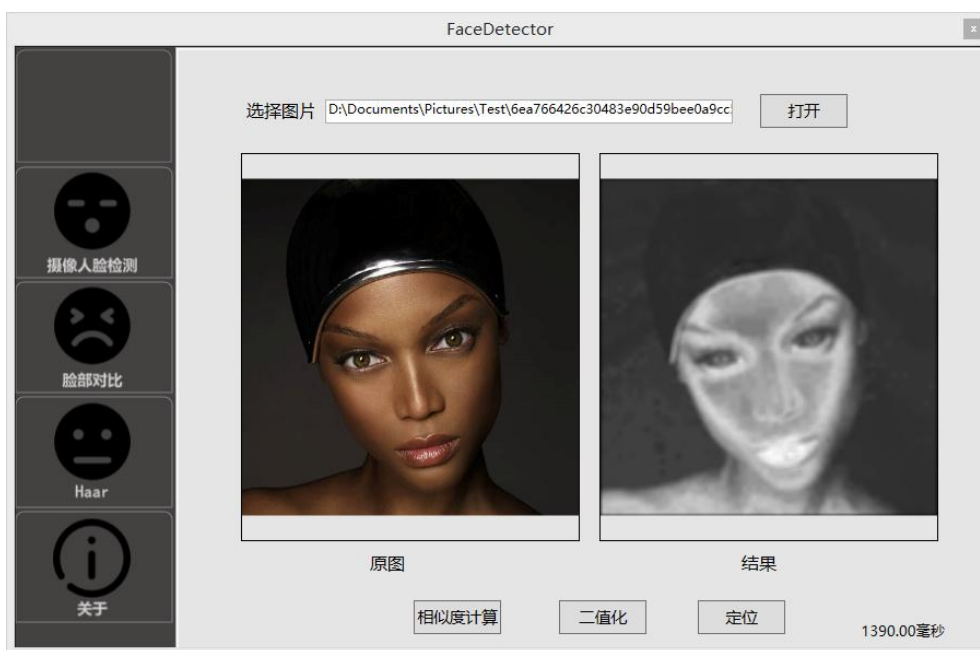 FaceDetector
x
选择图片 D:\Documents\Pictures\Test\6ea766426c30483e90d59bee0a9cc 打开
摄像人脸检测
脸部对比
Haar
关于
原图 结果
相似度计算 二值化 定位
1390.00毫秒